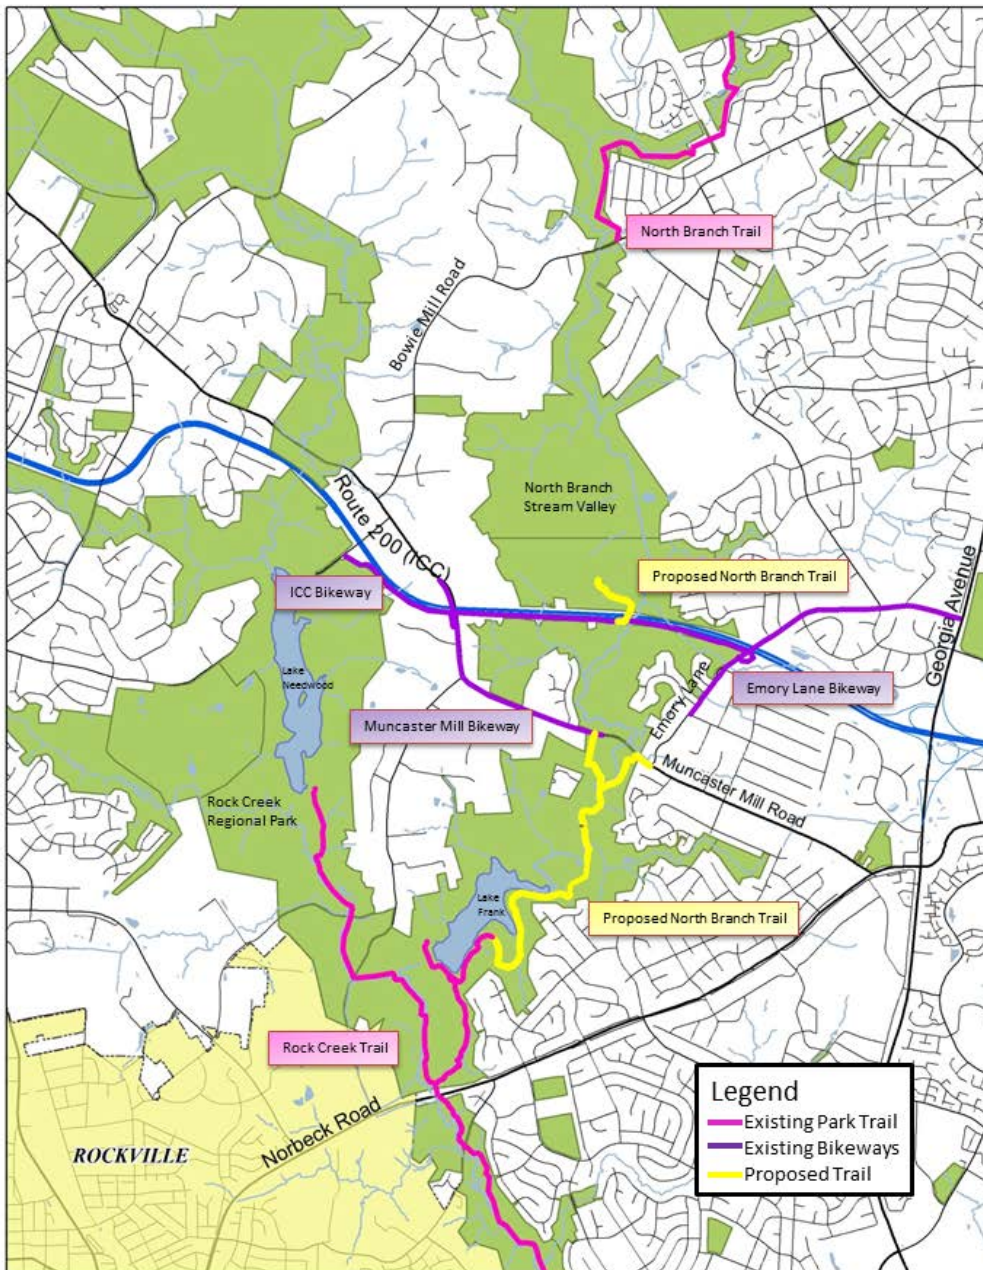 North Branch Trail
Bowie Mill Road
North Branch
Stream Valley
Route 200 (ICC)
Proposed North Branch Trail
ICC Bikeway
Georgia Avenue
Lake
Needwood
Emory Lane
Emory Lane Bikeway
Muncaster Mill Bikeway
Muncaster Mill Road
Rock Creek
Regional Park
Lake
Frank
Proposed North Branch Trail
Rock Creek Trail
Norbeck Road
ROCKVILLE
Legend
Existing Park Trail
Existing Bikeways
Proposed Trail